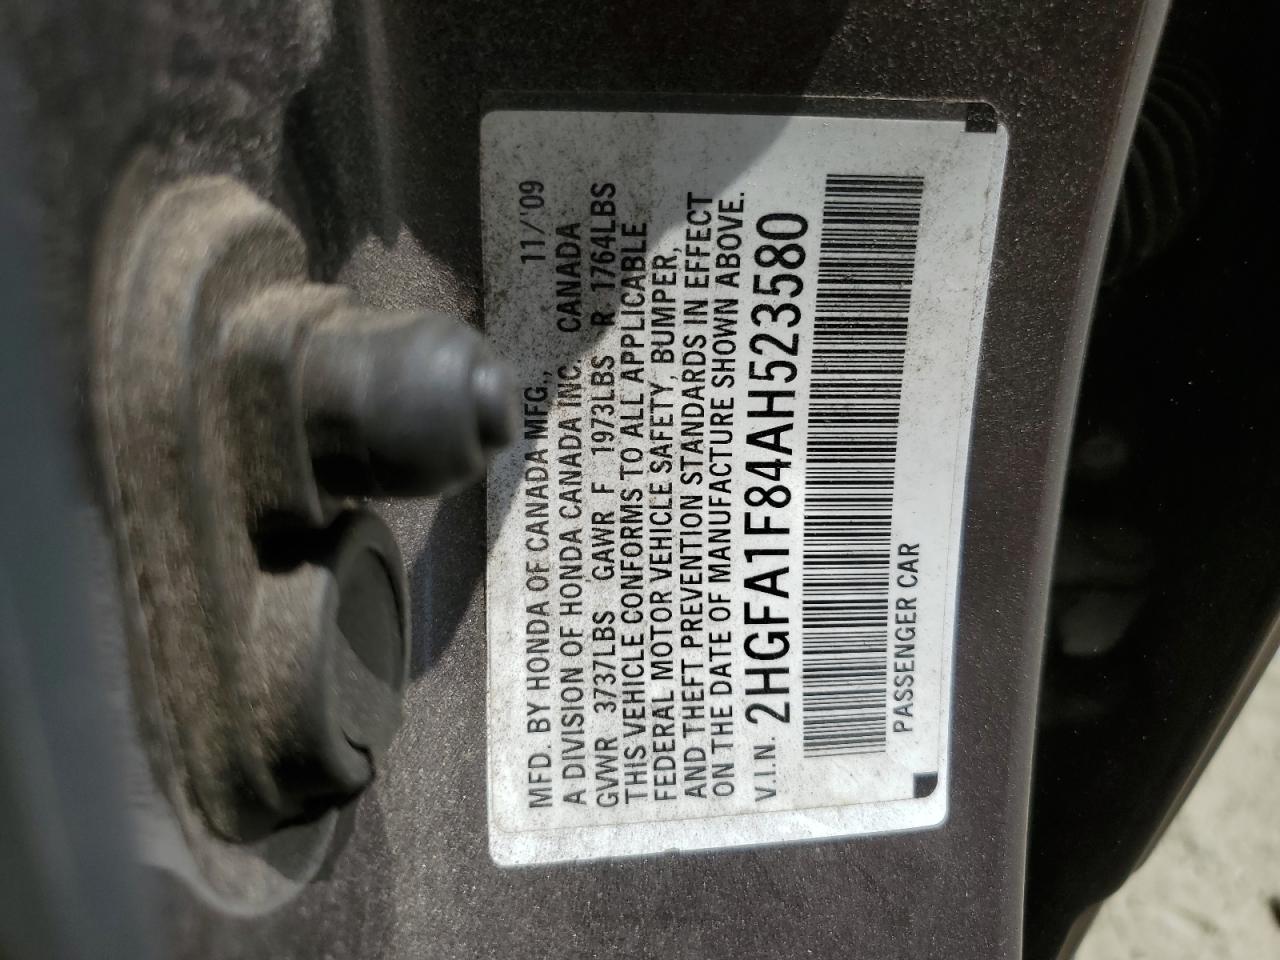 MFD. BY HONDA OF CANADA MFG., 11/'09
A DIVISION OF HONDA CANADA INC. CANADA
GVWR 3737LBS GAWR F 1973LBS R 1764LBS
THIS VEHICLE CONFORMS TO ALL APPLICABLE
FEDERAL MOTOR VEHICLE SAFETY, BUMPER,
AND THEFT PREVENTION STANDARDS IN EFFECT
ON THE DATE OF MANUFACTURE SHOWN ABOVE.
V.I.N. 2HGFA1F84AH523580
PASSENGER CAR